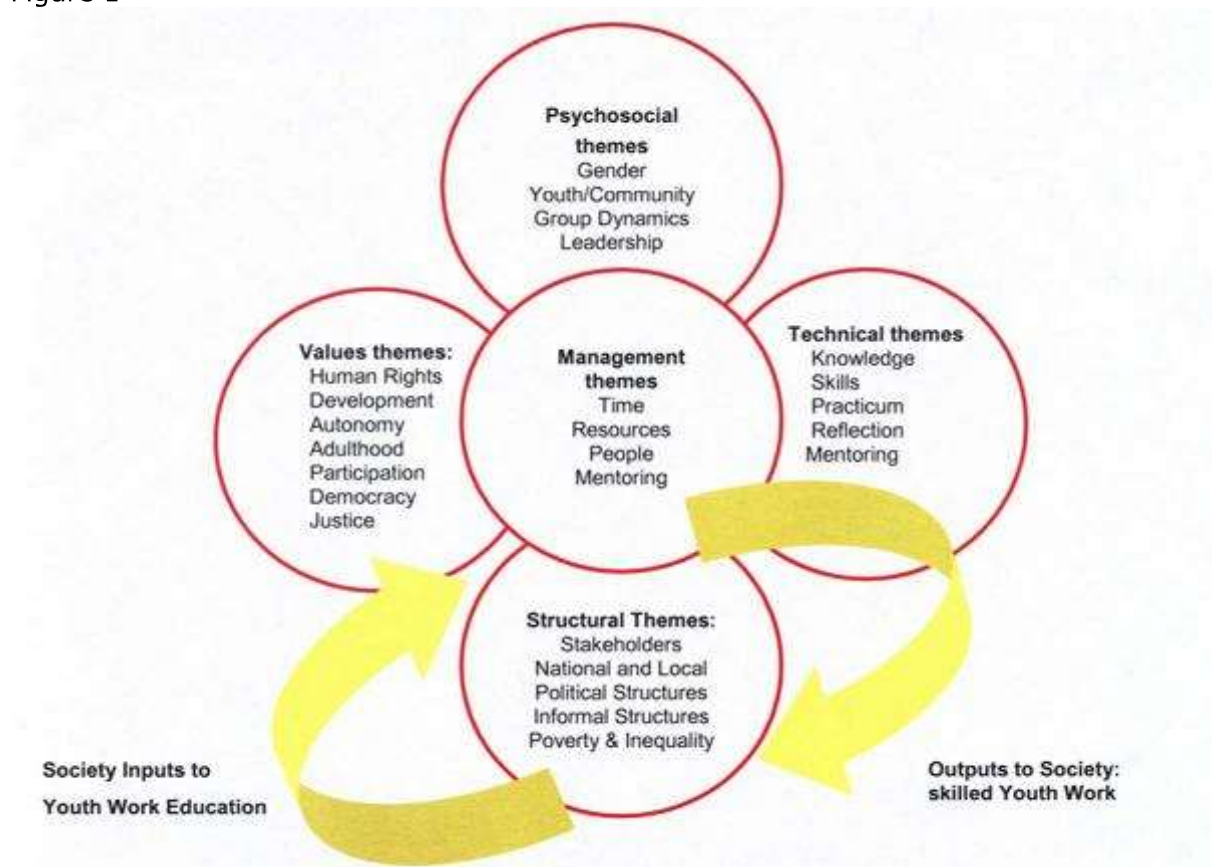 Psychosocial
themes
Gender
Youth/Community
Group Dynamics
Leadership
Values themes:
Human Rights
Development
Autonomy
Adulthood
Participation
Democracy
Justice
Management
themes
Time
Resources
People
Mentoring
Technical themes
Knowledge
Skills
Practicum
Reflection
Mentoring
Structural Themes:
Stakeholders
National and Local
Political Structures
Informal Structures
Poverty & Inequality
Society Inputs to
Youth Work Education
Outputs to Society:
skilled Youth Work